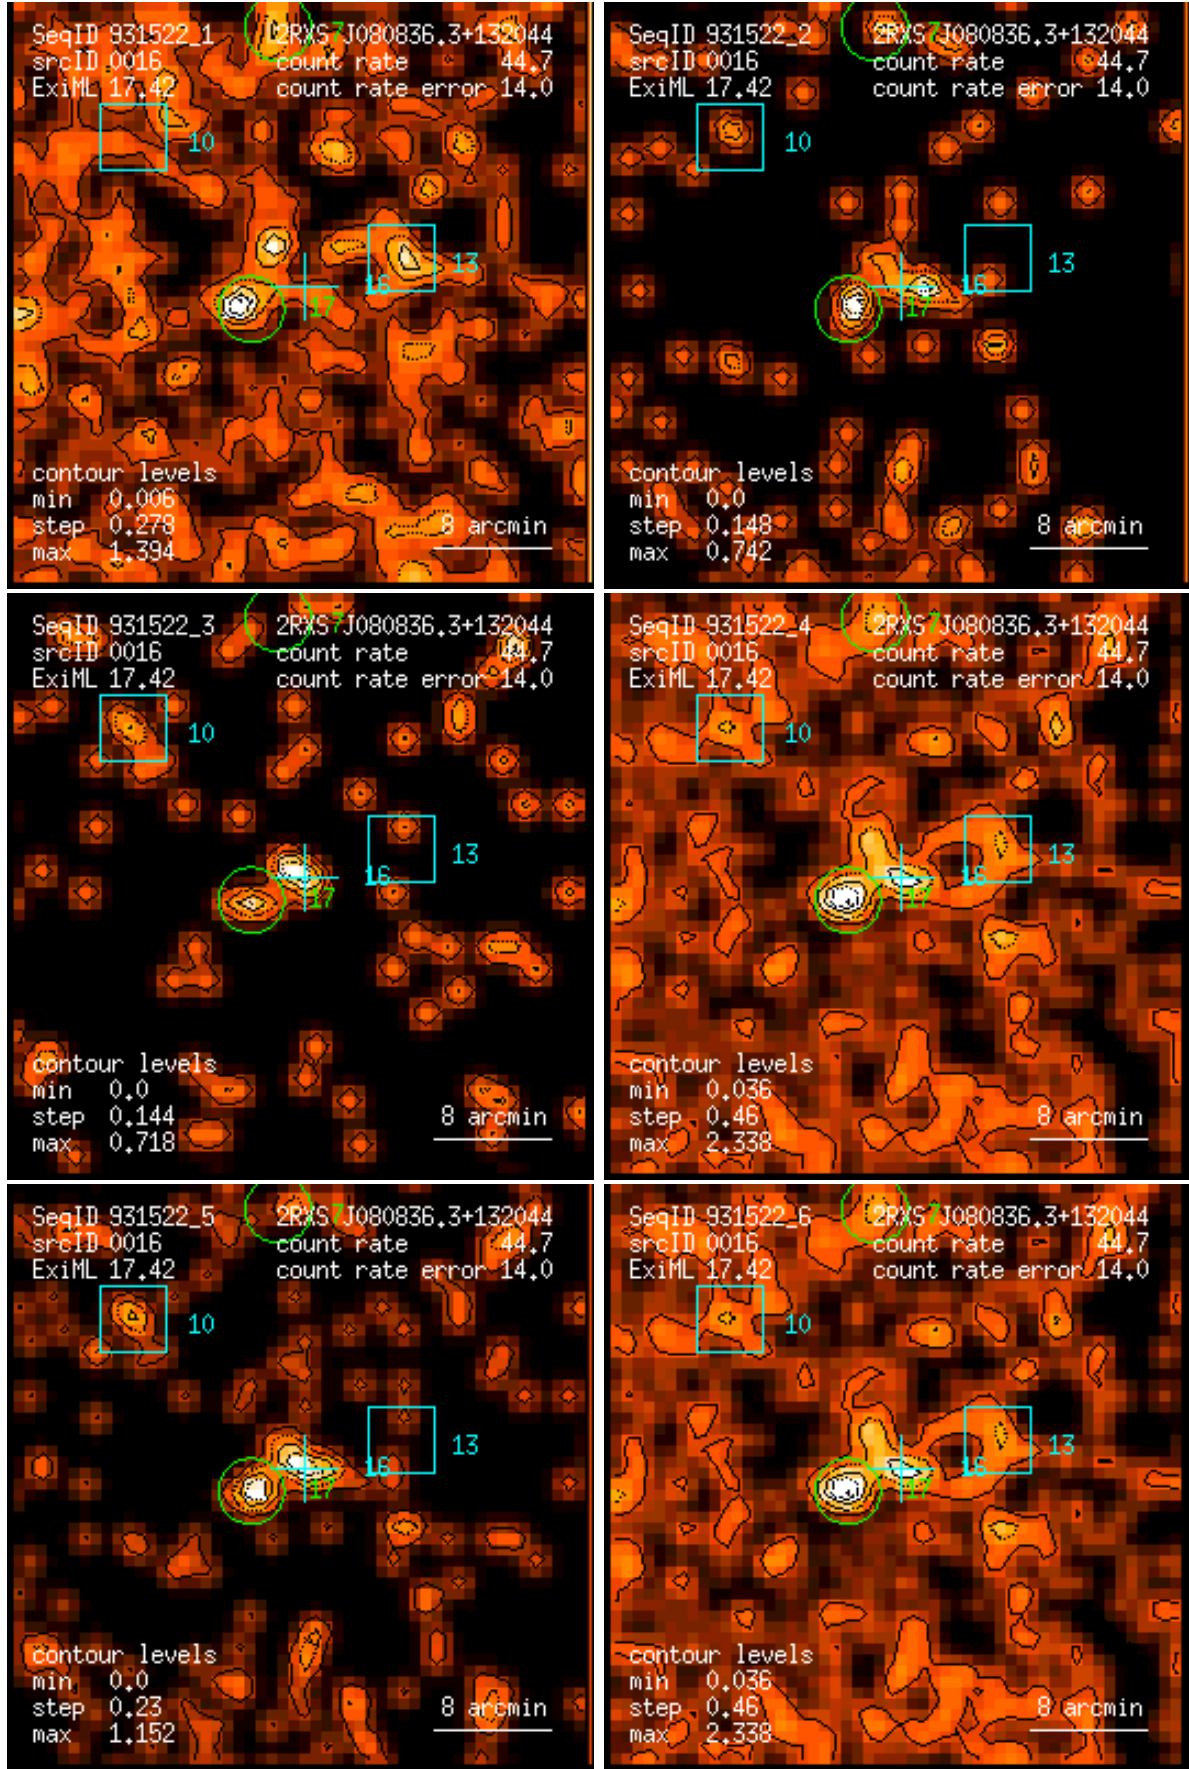 SeqID 931522_1 2RXS 7 J080836.3+132044
srcID 0016 count rate 44.7
ExiML 17.42 count rate error 14.0
10
13
16
17
contour levels
min 0.006
step 0.278
max 1.394
8 arcmin
SeqID 931522_2 2RXS 7 J080836.3+132044
srcID 0016 count rate 44.7
ExiML 17.42 count rate error 14.0
10
13
16
17
contour levels
min 0.0
step 0.148
max 0.742
8 arcmin
SeqID 931522_3 2RXS 7 J080836.3+132044
srcID 0016 count rate 44.7
ExiML 17.42 count rate error 14.0
10
13
16
17
contour levels
min 0.0
step 0.144
max 0.718
8 arcmin
SeqID 931522_4 2RXS 7 J080836.3+132044
srcID 0016 count rate 44.7
ExiML 17.42 count rate error 14.0
10
13
16
17
contour levels
min 0.036
step 0.46
max 2.338
8 arcmin
SeqID 931522_5 2RXS 7 J080836.3+132044
srcID 0016 count rate 44.7
ExiML 17.42 count rate error 14.0
10
13
16
17
contour levels
min 0.0
step 0.23
max 1.152
8 arcmin
SeqID 931522_6 2RXS 7 J080836.3+132044
srcID 0016 count rate 44.7
ExiML 17.42 count rate error 14.0
10
13
16
17
contour levels
min 0.036
step 0.46
max 2.338
8 arcmin